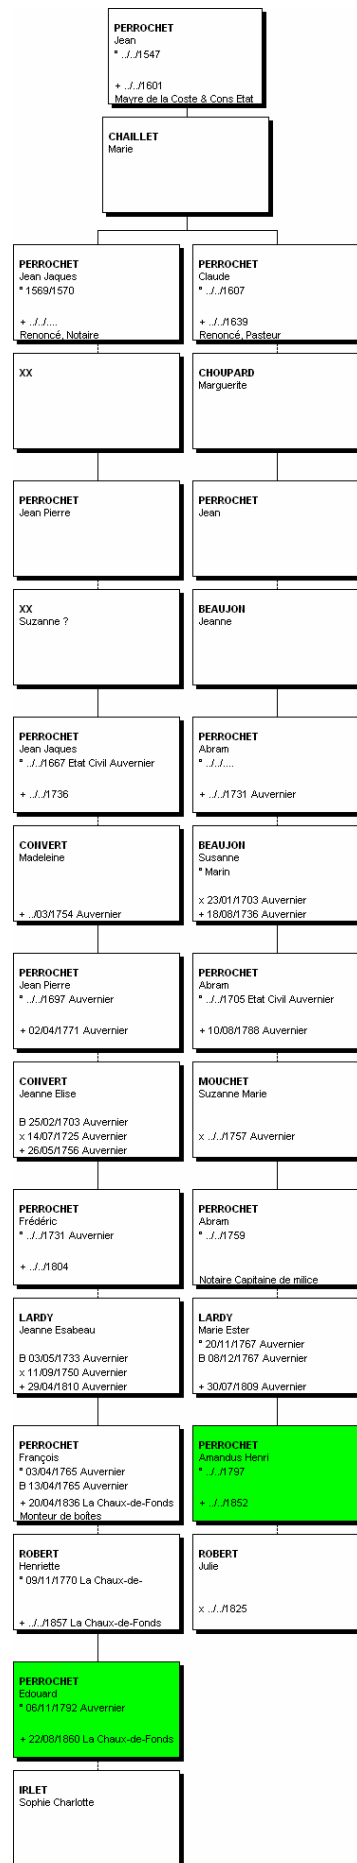 PERROCHET
Jean
° ../../1547
+ ../../1601
Mayre de la Coste & Cons Etat
CHAILLET
Marie
PERROCHET
Jean Jaques
° 1569/1570
+ ../../....
Renoncé, Notaire
PERROCHET
Claude
° ../../1607
+ ../../1639
Renoncé, Pasteur
XX
CHOUPARD
Marguerite
PERROCHET
Jean Pierre
PERROCHET
Jean
XX
Suzanne ?
BEAUJON
Jeanne
PERROCHET
Jean Jaques
° ../../1667 Etat Civil Auvernier
+ ../../1736
PERROCHET
Abram
° ../../....
+ ../../1731 Auvernier
CONVERT
Madeleine
+ ../03/1754 Auvernier
BEAUJON
Susanne
° Marin
x 23/01/1703 Auvernier
+ 18/08/1736 Auvernier
PERROCHET
Jean Pierre
° ../../1697 Auvernier
+ 02/04/1771 Auvernier
PERROCHET
Abram
° ../../1705 Etat Civil Auvernier
+ 10/08/1788 Auvernier
CONVERT
Jeanne Elise
B 25/02/1703 Auvernier
x 14/07/1725 Auvernier
+ 26/05/1756 Auvernier
MOUCHET
Suzanne Marie
x ../../1757 Auvernier
PERROCHET
Frédéric
° ../../1731 Auvernier
+ ../../1804
PERROCHET
Abram
° ../../1759
Notaire Capitaine de milice
LARDY
Jeanne Esabeau
B 03/05/1733 Auvernier
x 11/09/1750 Auvernier
+ 29/04/1810 Auvernier
LARDY
Marie Ester
° 20/11/1767 Auvernier
B 08/12/1767 Auvernier
+ 30/07/1809 Auvernier
PERROCHET
François
° 03/04/1765 Auvernier
B 13/04/1765 Auvernier
+ 20/04/1836 La Chaux-de-Fonds
Monteur de boîtes
PERROCHET
Amandus Henri
° ../../1797
+ ../../1852
ROBERT
Henriette
° 09/11/1770 La Chaux-de-
+ ../../1857 La Chaux-de-Fonds
ROBERT
Julie
x ../../1825
PERROCHET
Edouard
° 06/11/1792 Auvernier
+ 22/08/1860 La Chaux-de-Fonds
IRLET
Sophie Charlotte